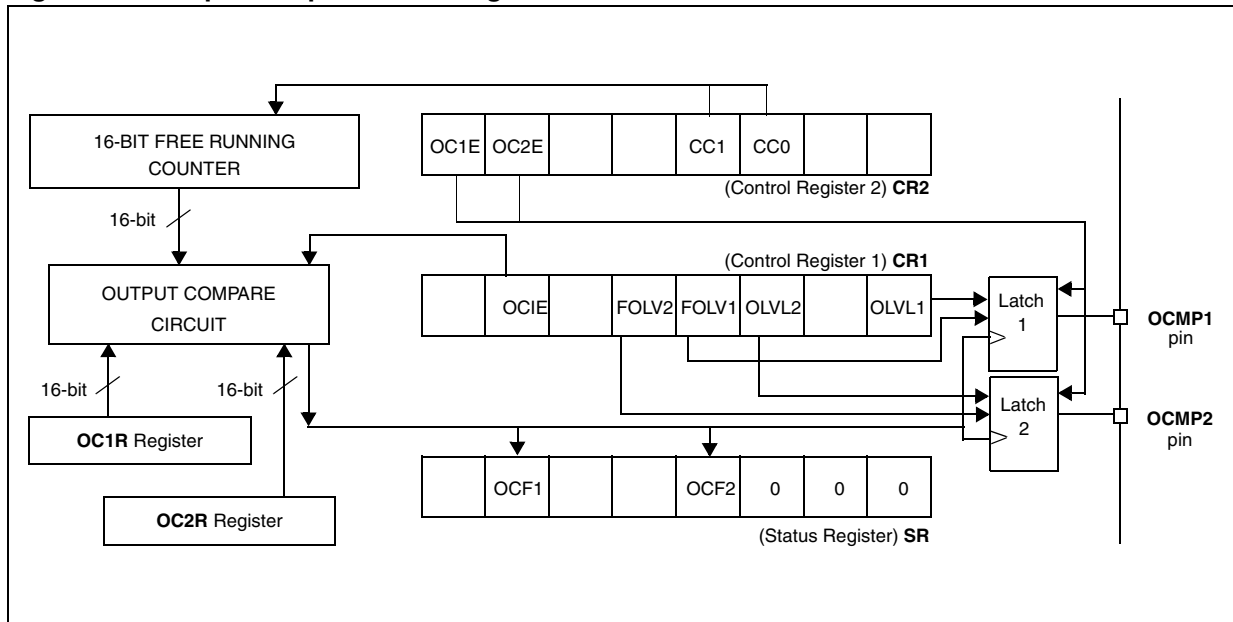 16-BIT FREE RUNNING
COUNTER
16-bit
OUTPUT COMPARE
CIRCUIT
16-bit
16-bit
OC1R Register
OC2R Register
OC1E OC2E CC1 CC0
(Control Register 2) CR2
(Control Register 1) CR1
OCIE FOLV2 FOLV1 OLVL2 OLVL1
Latch
1
Latch
2
OCMP1
pin
OCMP2
pin
OCF1 OCF2 0 0 0
(Status Register) SR